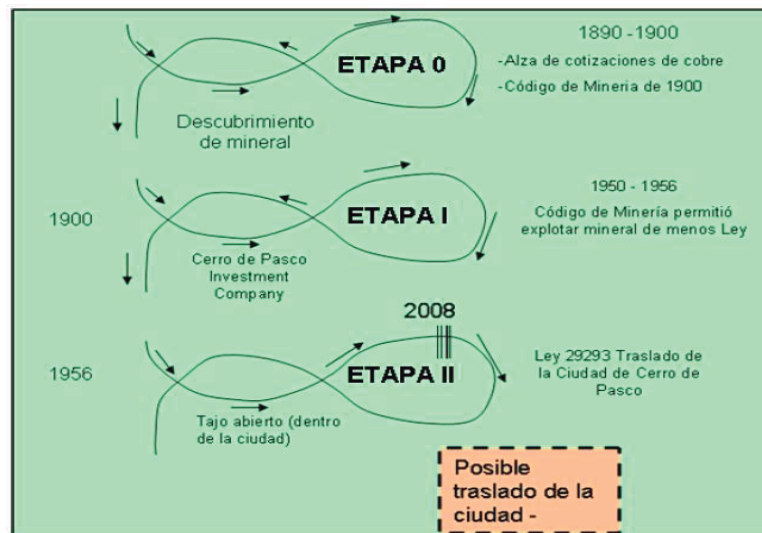 1890 - 1900
ETAPA 0
-Alza de cotizaciones de cobre
-Código de Mineria de 1900
Descubrimiento
de mineral
1900
ETAPA I
1950 - 1956
Código de Minería permitió
explotar mineral de menos Ley
Cerro de Pasco
Investment
Company
2008
1956
ETAPA II
Ley 29293 Traslado de
la Ciudad de Cerro de
Pasco
Tajo abierto (dentro
de la ciudad)
Posible
traslado de la
ciudad -